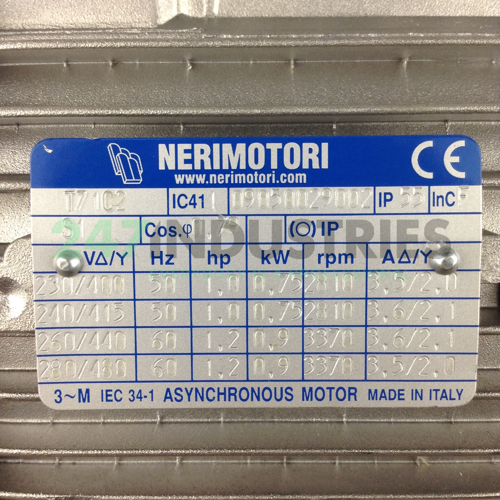 NERIMOTORI
www.nerimotori.com
CE
T71C2 IC41 IP 55 InCl F
Cos.φ (O) IP
247 INDUSTRIES
VΔ/Y Hz hp kW rpm AΔ/Y
230/400 50 1.0 0.75 2810 3,5/2,0
240/415 50 1.0 0.75 2810 3,6/2,1
260/440 60 1.2 0.9 3370 3,6/2,1
280/480 60 1.2 0.9 3370 3,5/2,0
3~M IEC 34-1 ASYNCHRONOUS MOTOR MADE IN ITALY